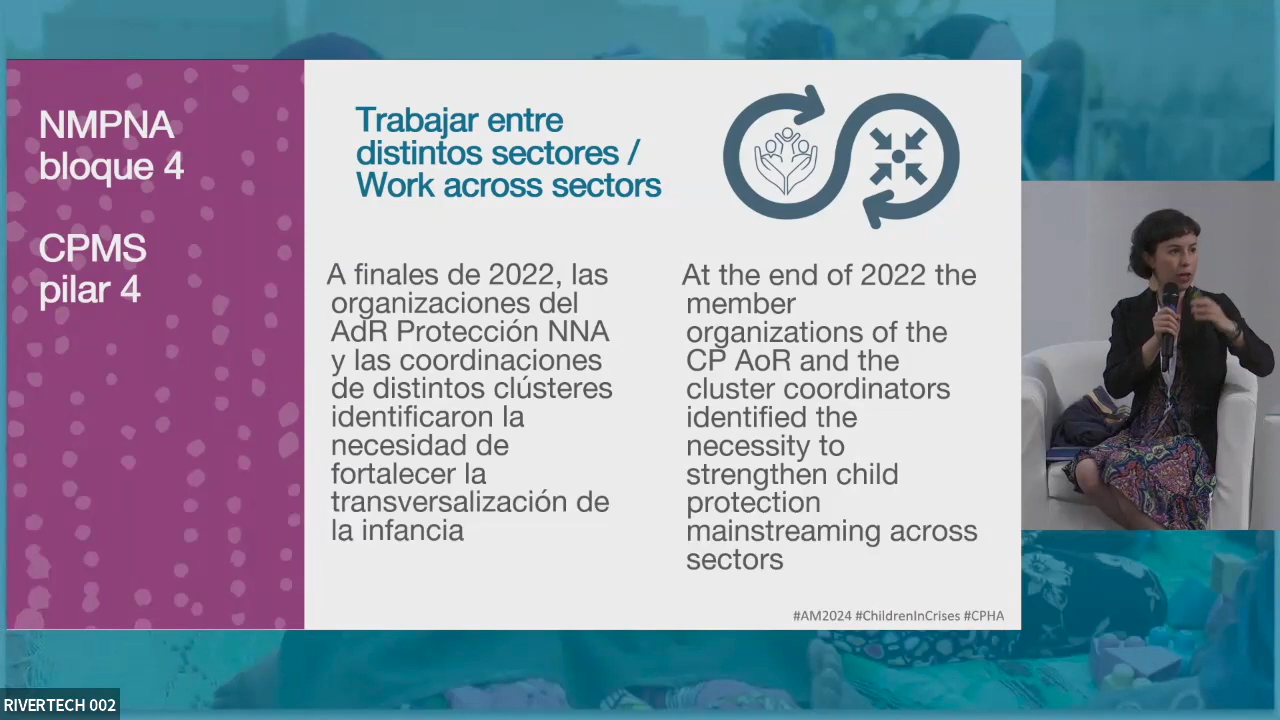 NMPNA
bloque 4
CPMS
pilar 4
Trabajar entre
distintos sectores /
Work across sectors
A finales de 2022, las
organizaciones del
AdR Protección NNA
y las coordinaciones
de distintos clústeres
identificaron la
necesidad de
fortalecer la
transversalización de
la infancia
At the end of 2022 the
member
organizations of the
CP AoR and the
cluster coordinators
identified the
necessity to
strengthen child
protection
mainstreaming across
sectors
#AM2024 #ChildrenInCrises #CPHA
RIVERTECH 002